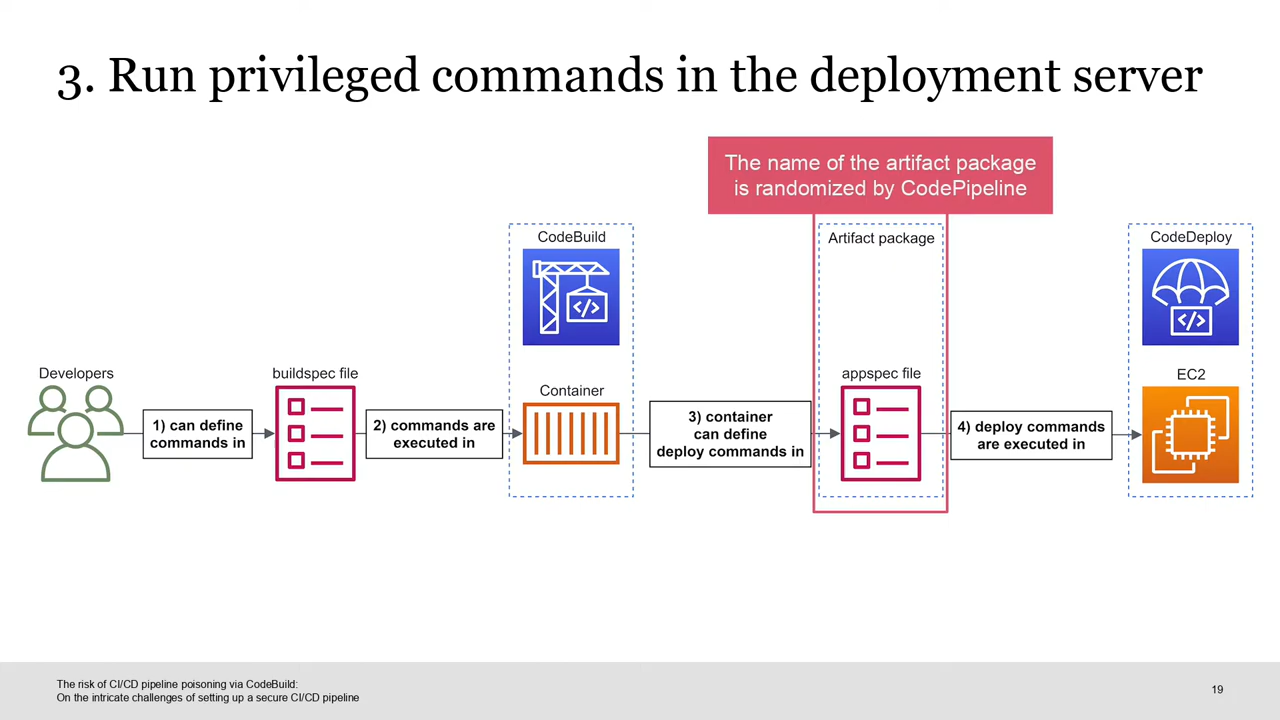 3. Run privileged commands in the deployment server
The name of the artifact package
is randomized by CodePipeline
CodeBuild
Artifact package
CodeDeploy
Developers
buildspec file
Container
appspec file
EC2
1) can define
commands in
2) commands are
executed in
3) container
can define
deploy commands in
4) deploy commands
are executed in
The risk of CI/CD pipeline poisoning via CodeBuild:
On the intricate challenges of setting up a secure CI/CD pipeline
19